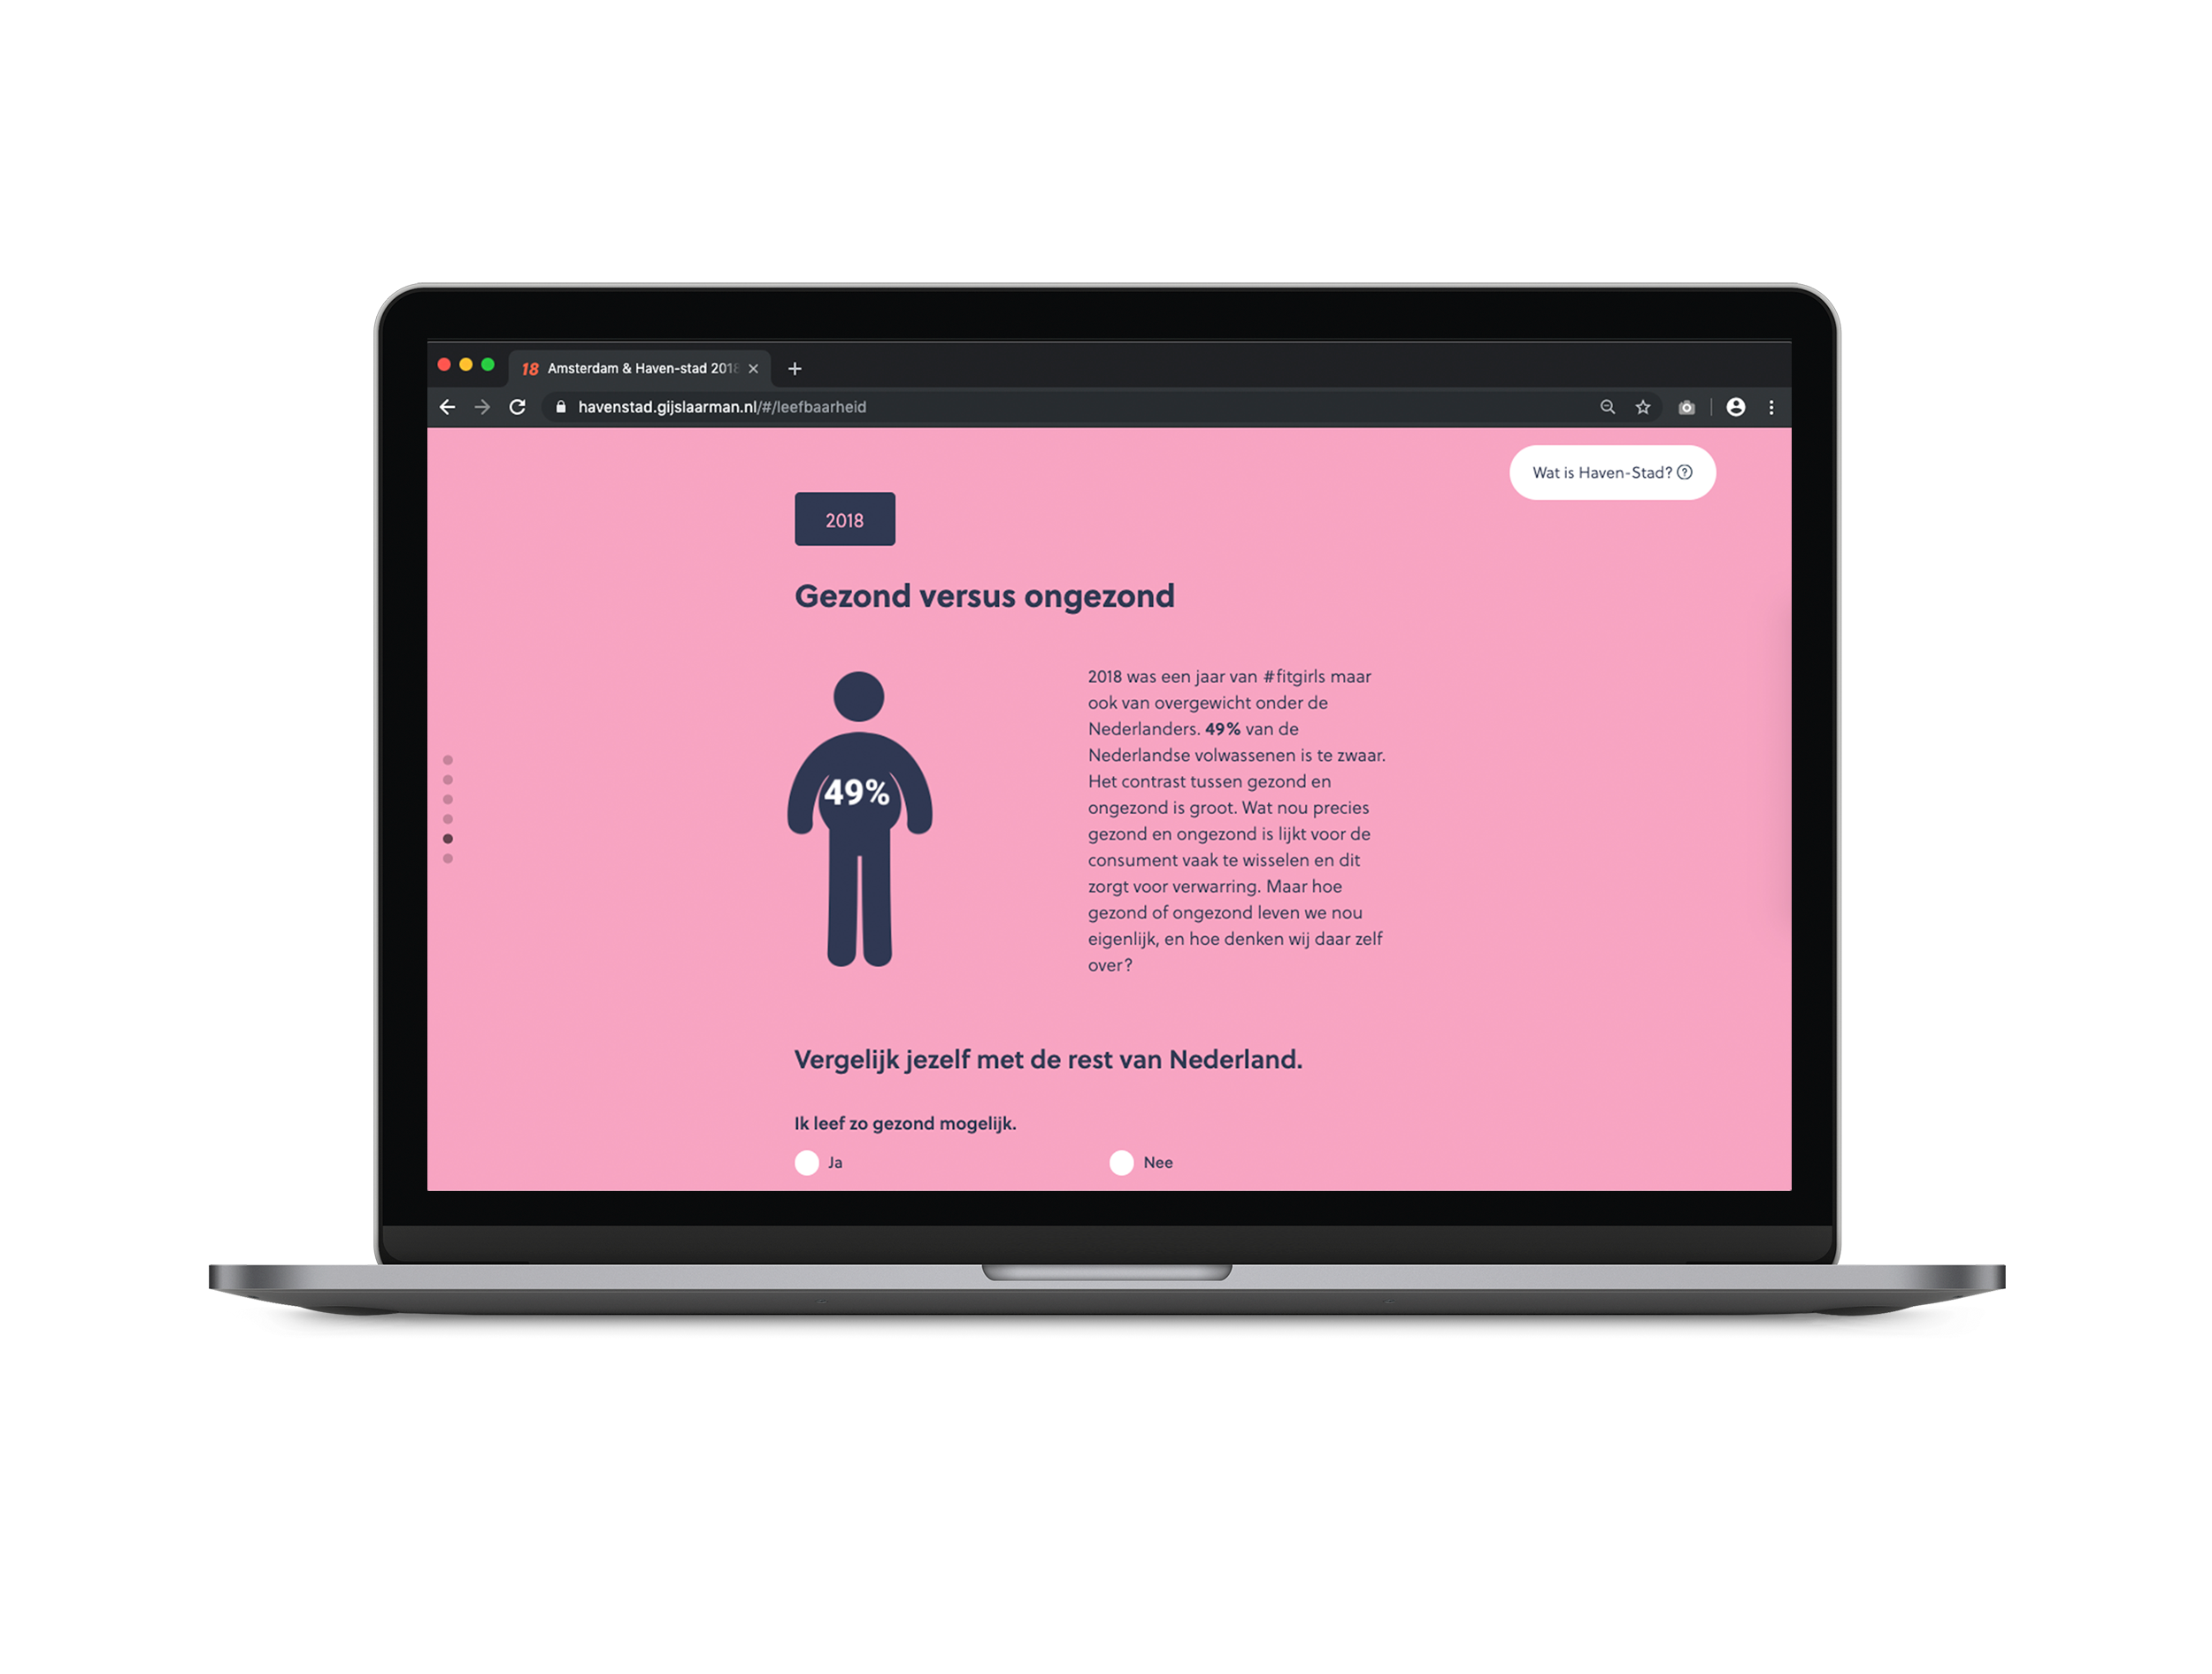 18 Amsterdam & Haven-stad 2018
havenstad.gijslaarman.nl/#/leefbaarheid
Wat is Haven-Stad? ?
2018
Gezond versus ongezond
49%
2018 was een jaar van #fitgirls maar
ook van overgewicht onder de
Nederlanders. 49% van de
Nederlandse volwassenen is te zwaar.
Het contrast tussen gezond en
ongezond is groot. Wat nou precies
gezond en ongezond is lijkt voor de
consument vaak te wisselen en dit
zorgt voor verwarring. Maar hoe
gezond of ongezond leven we nou
eigenlijk, en hoe denken wij daar zelf
over?
Vergelijk jezelf met de rest van Nederland.
Ik leef zo gezond mogelijk.
Ja Nee